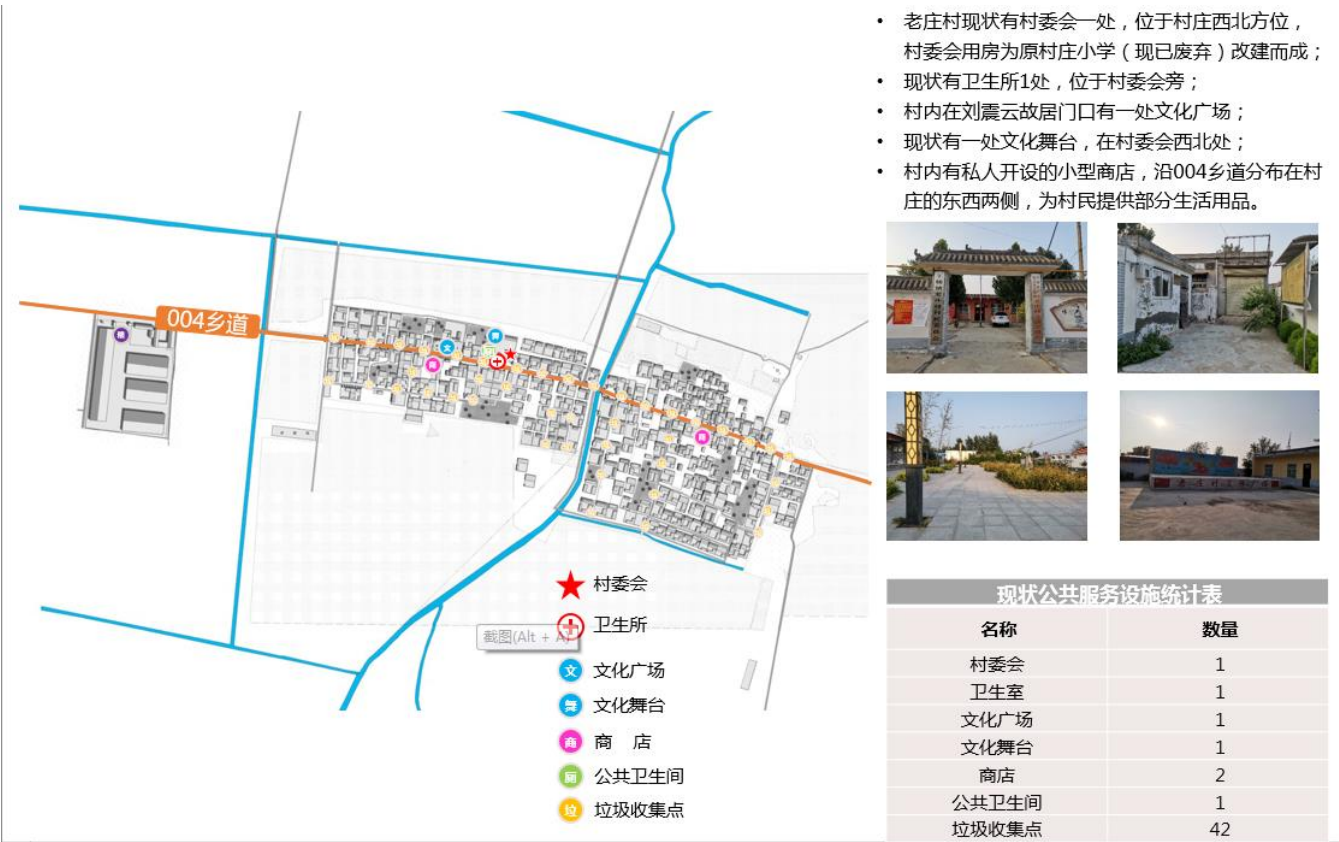 老庄村现状有村委会一处，位于村庄西北方位，
村委会用房为原村庄小学（现已废弃）改建而成；
现状有卫生所1处，位于村委会旁；
村内在刘震云故居门口有一处文化广场；
现状有一处文化舞台，在村委会西北处；
村内有私人开设的小型商店，沿004乡道分布在村
庄的东西两侧，为村民提供部分生活用品。
004乡道
文
舞
商
商
村委会
卫生所
截图(Alt + A)
文 文化广场
舞 文化舞台
商 商 店
厕 公共卫生间
垃 垃圾收集点
现状公共服务设施统计表
名称 数量
村委会 1
卫生室 1
文化广场 1
文化舞台 1
商店 2
公共卫生间 1
垃圾收集点 42